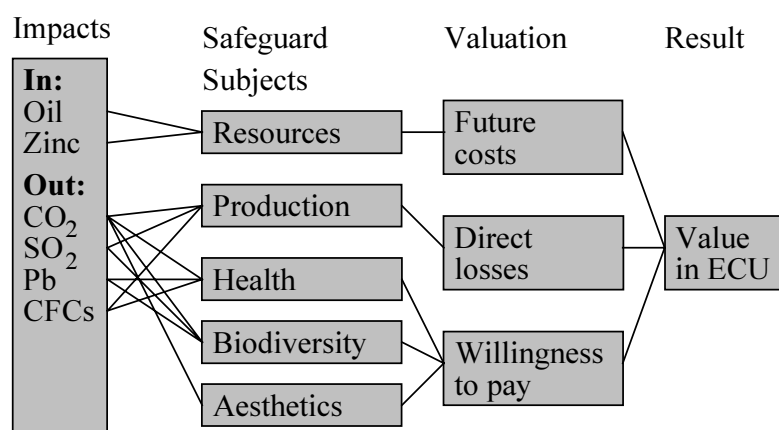 Impacts
Safeguard
Subjects
Valuation
Result
In:
Oil
Zinc
Out:
CO2
SO2
Pb
CFCs
Resources
Production
Health
Biodiversity
Aesthetics
Future
costs
Direct
losses
Willingness
to pay
Value
in ECU